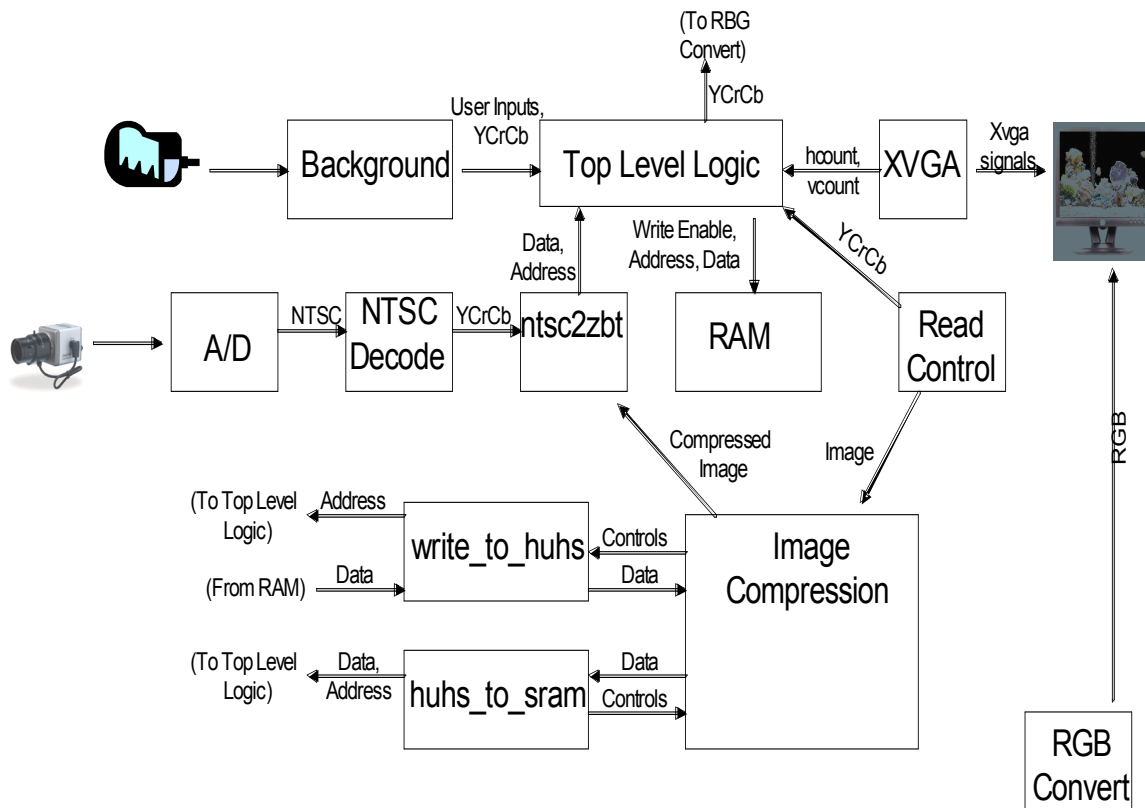 (To RBG
Convert)
YCrCb
User Inputs,
YCrCb
Background
Top Level Logic
hcount,
vcount
XVGA
Xvga
signals
Data,
Address
Write Enable,
Address, Data
YCrCb
A/D
NTSC
NTSC
Decode
YCrCb
ntsc2zbt
RAM
Read
Control
Compressed
Image
Image
RGB
(To Top Level
Logic)
Address
write_to_huhs
Controls
(From RAM)
Data
Data
Image
Compression
(To Top Level
Logic)
Data,
Address
huhs_to_sram
Data
Controls
RGB
Convert